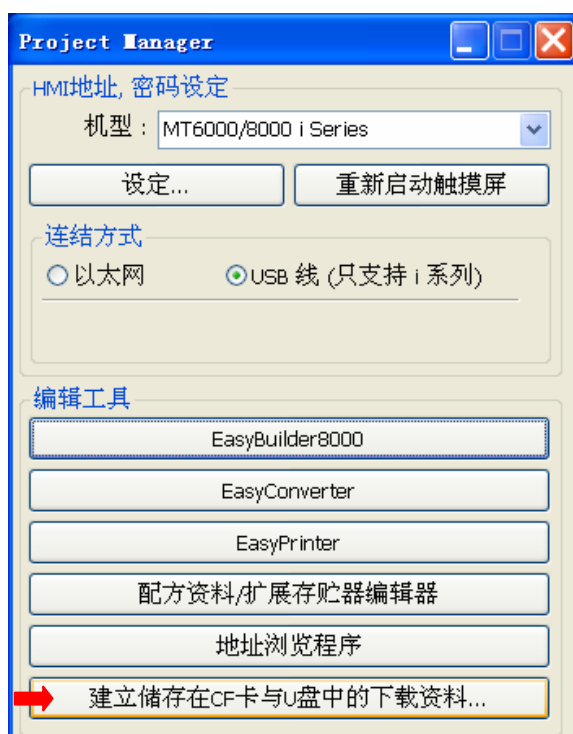 Project Manager
HMI地址, 密码设定
机型 : MT6000/8000 i Series
设定... 重新启动触摸屏
连结方式
以太网 USB 线 (只支持 i 系列)
编辑工具
EasyBuilder8000
EasyConverter
EasyPrinter
配方资料/扩展存贮器编辑器
地址浏览程序
建立储存在CF卡与U盘中的下载资料...